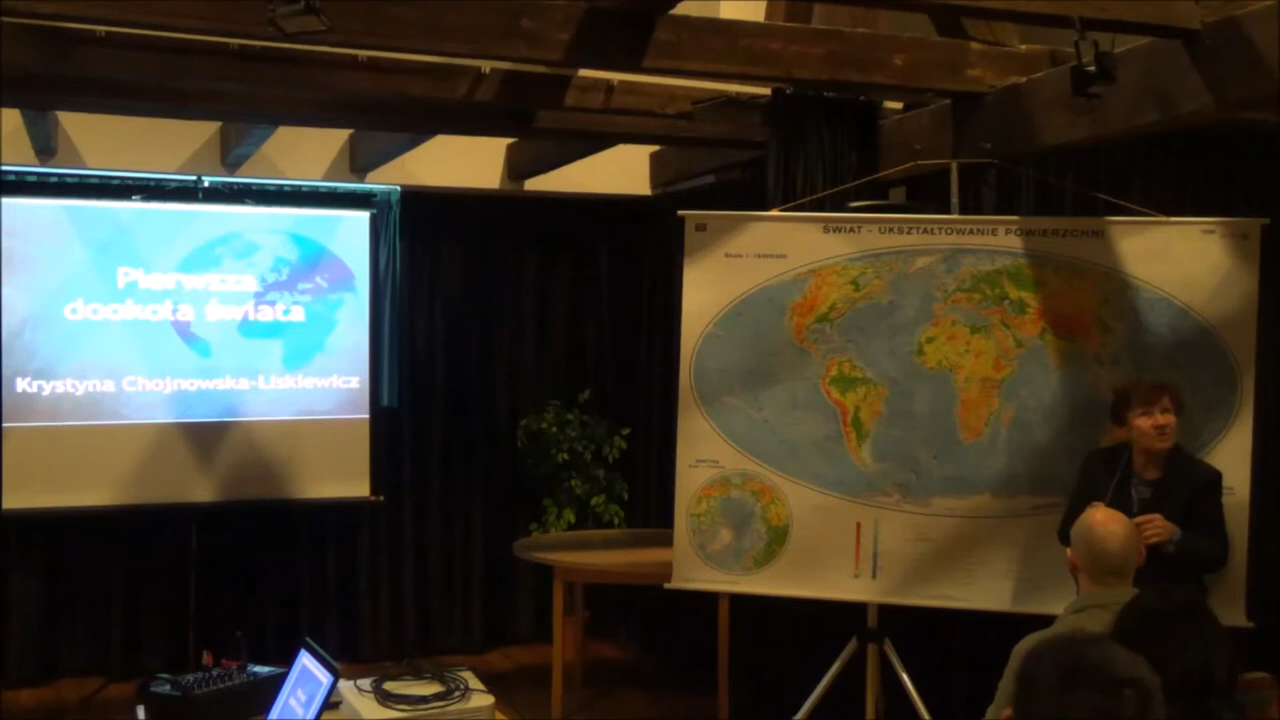 Pierwsza
dookoła świata
Krystyna Chojnowska-Liskiewicz
ŚWIAT - UKSZTAŁTOWANIE POWIERZCHNI